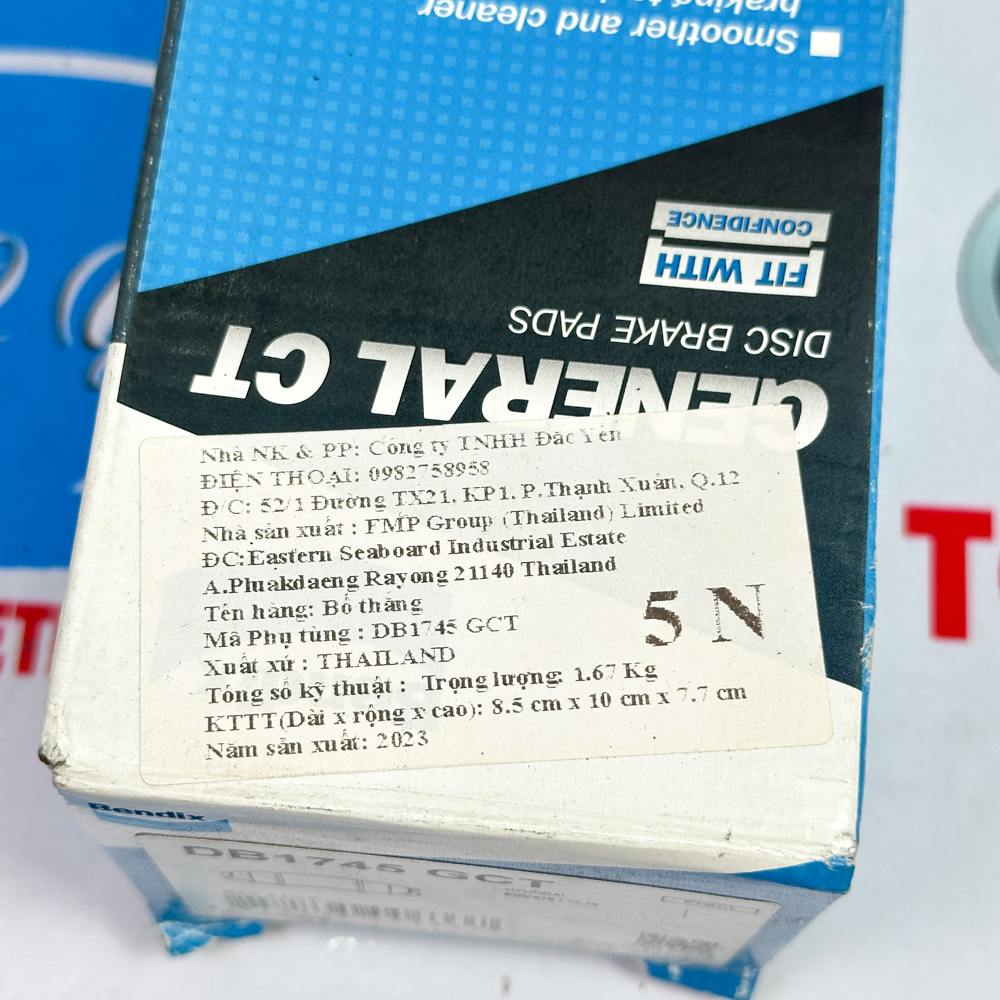 Smoother and cleaner
braking
CONFIDENCE
FIT WITH
DISC BRAKE PADS
GENERAL CT
Nhà NK & PP: Công ty TNHH Đắc Yến
ĐIỆN THOẠI: 0982758958
Đ/C: 52/1 Đường TX21, KP1, P.Thạnh Xuân, Q.12
Nhà sản xuất : FMP Group (Thailand) Limited
ĐC:Eastern Seaboard Industrial Estate
A.Pluakdaeng Rayong 21140 Thailand
Tên hàng: Bố thắng
Mã Phụ tùng : DB1745 GCT
Xuất xứ : THAILAND
Tổng số kỹ thuật : Trọng lượng: 1.67 Kg
KTTT(Dài x rộng x cao): 8.5 cm x 10 cm x 7.7 cm
Năm sản xuất: 2023
5 N
Bendix
DB1745 GCT
HYUNDAI